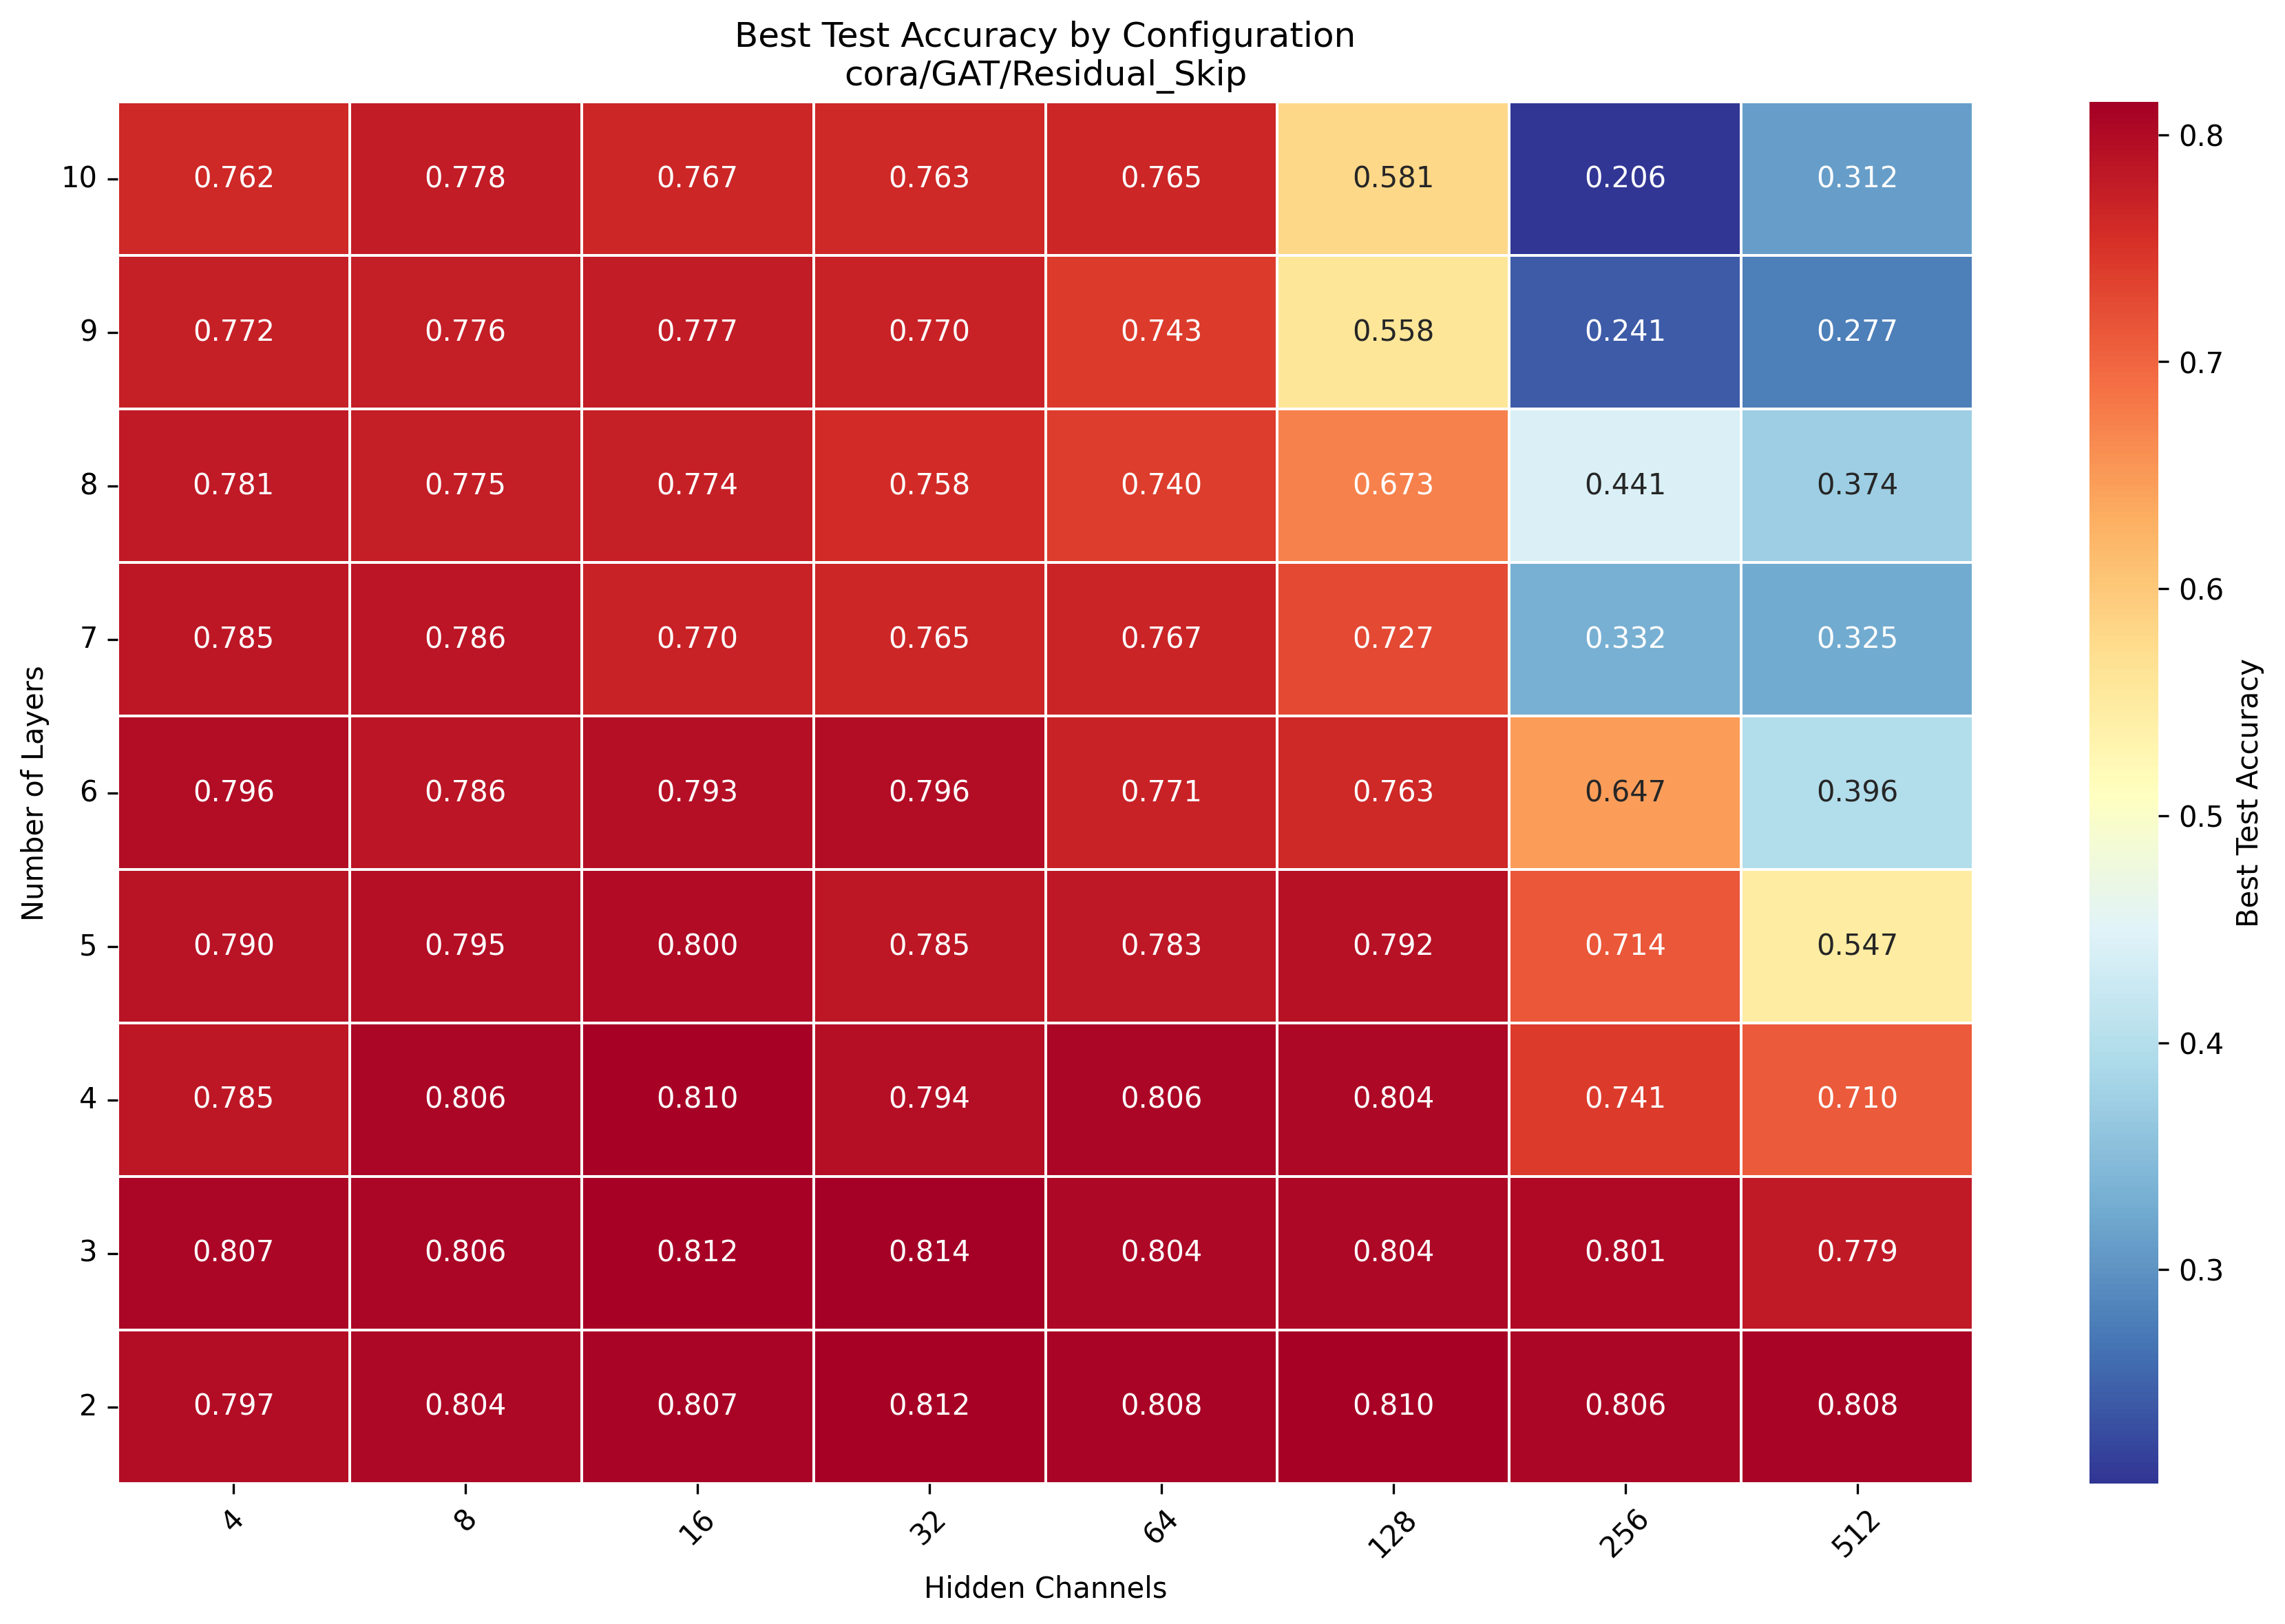 Best Test Accuracy by Configuration
cora/GAT/Residual_Skip
10 0.762 0.778 0.767 0.763 0.765 0.581 0.206 0.312
9 0.772 0.776 0.777 0.770 0.743 0.558 0.241 0.277
8 0.781 0.775 0.774 0.758 0.740 0.673 0.441 0.374
7 0.785 0.786 0.770 0.765 0.767 0.727 0.332 0.325
6 0.796 0.786 0.793 0.796 0.771 0.763 0.647 0.396
5 0.790 0.795 0.800 0.785 0.783 0.792 0.714 0.547
4 0.785 0.806 0.810 0.794 0.806 0.804 0.741 0.710
3 0.807 0.806 0.812 0.814 0.804 0.804 0.801 0.779
2 0.797 0.804 0.807 0.812 0.808 0.810 0.806 0.808
4 8 16 32 64 128 256 512
Hidden Channels
Number of Layers
0.8
0.7
0.6
0.5
0.4
0.3
Best Test Accuracy